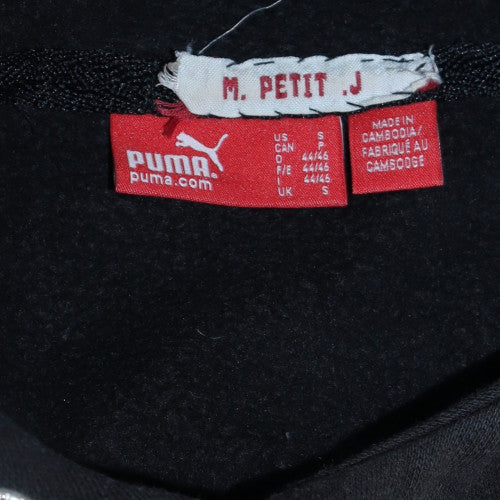 M. PETIT .J
PUMA
puma.com
US S
CAN P
D 44/46
F/E 44/46
I 44/46
UK S
MADE IN
CAMBODIA/
FABRIQUÉ AU
CAMBODGE